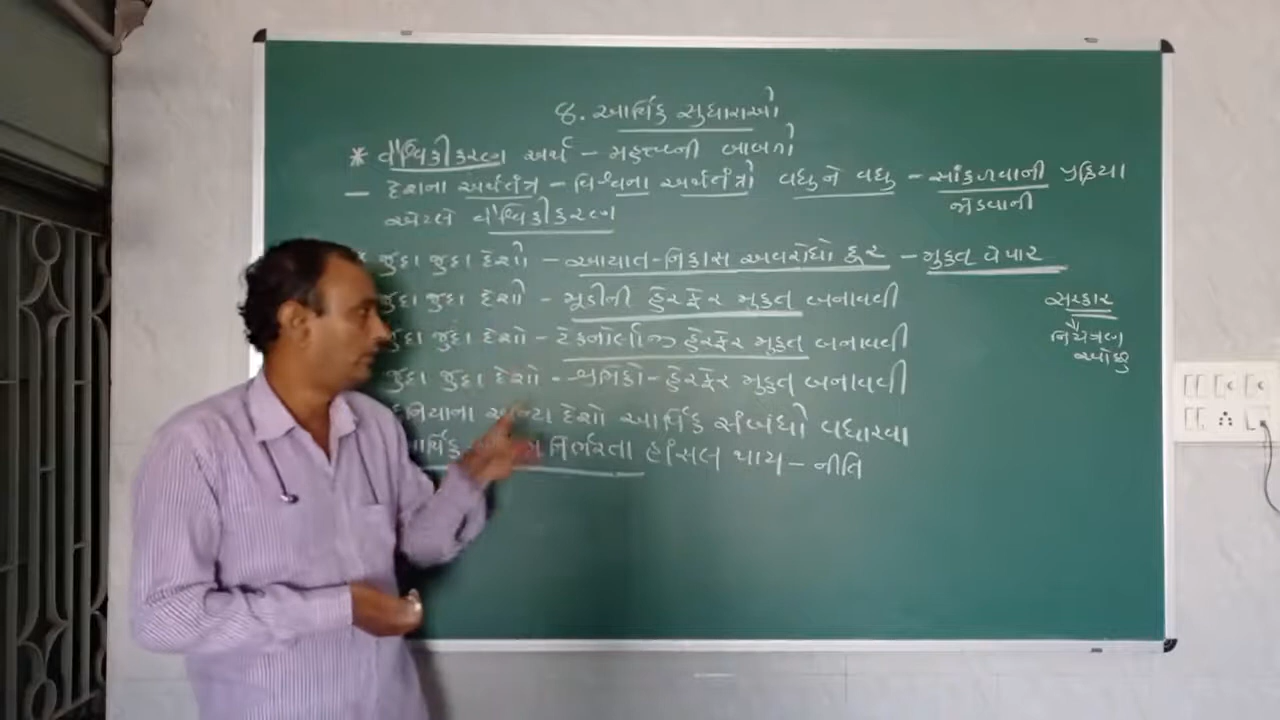 8. આર્થિક સુધારાઓ
* વૈશ્વિકીકરણ અર્થ - મહત્ત્વની બાબતો
- દેશના અર્થતંત્ર - વિશ્વના અર્થતંત્રો વધુ ને વધુ - સાંકળવાની પ્રક્રિયા
જોડવાની
એટલે વૈશ્વિકીકરણ
જુદા જુદા દેશો - આયાત-નિકાસ અવરોધો દૂર - મુક્ત વેપાર
જુદા જુદા દેશો - મૂડીની હેરફેર મુક્ત બનાવવી
જુદા જુદા દેશો - ટેકનોલૉજી હેરફેર મુક્ત બનાવવી
જુદા જુદા દેશો - શ્રમિકો - હેરફેર મુક્ત બનાવવી
અન્ય દેશો આર્થિક સંબંધો વધારવા
નિર્ભરતા હાંસલ થાય - નીતિ
સરકાર
નિયંત્રણ
ઓછુ